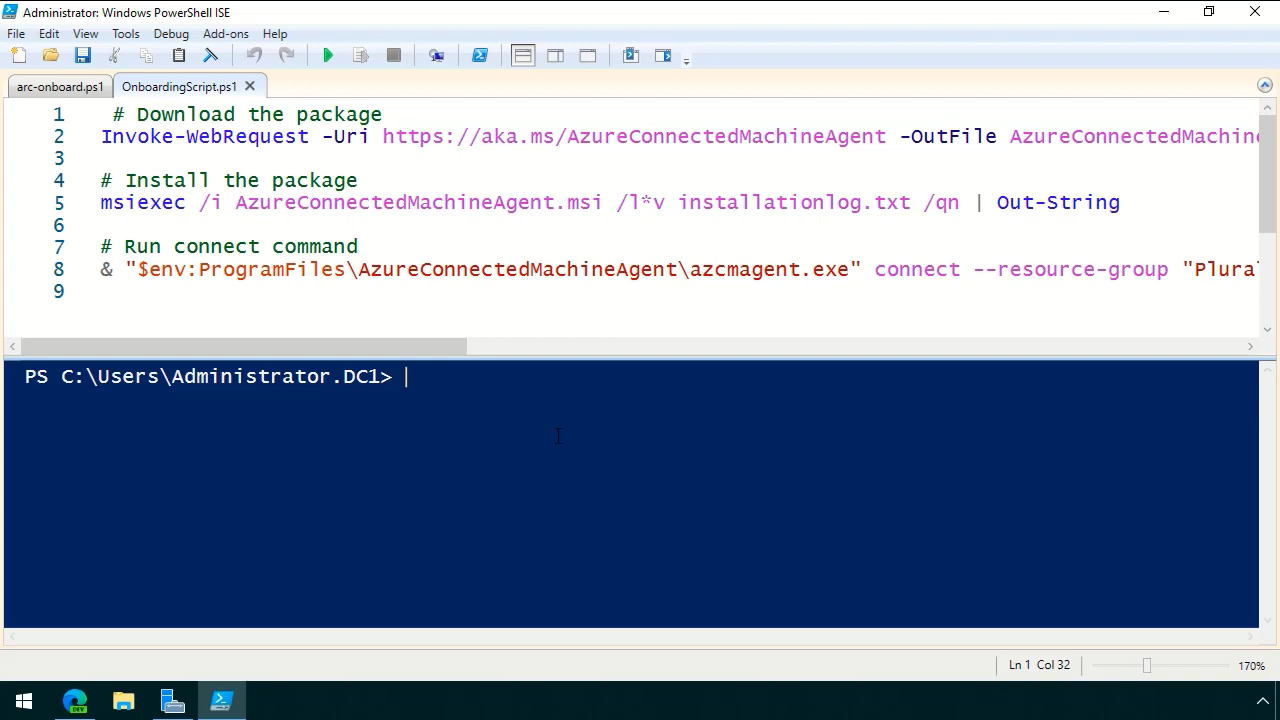 Administrator: Windows PowerShell ISE
File Edit View Tools Debug Add-ons Help
arc-onboard.ps1 OnboardingScript.ps1
1 # Download the package
2 Invoke-WebRequest -Uri https://aka.ms/AzureConnectedMachineAgent -OutFile AzureConnectedMachine
3
4 # Install the package
5 msiexec /i AzureConnectedMachineAgent.msi /l*v installationlog.txt /qn | Out-String
6
7 # Run connect command
8 & "$env:ProgramFiles\AzureConnectedMachineAgent\azcmagent.exe" connect --resource-group "Plural
9
PS C:\Users\Administrator.DC1>
Ln 1 Col 32 170%
DEV